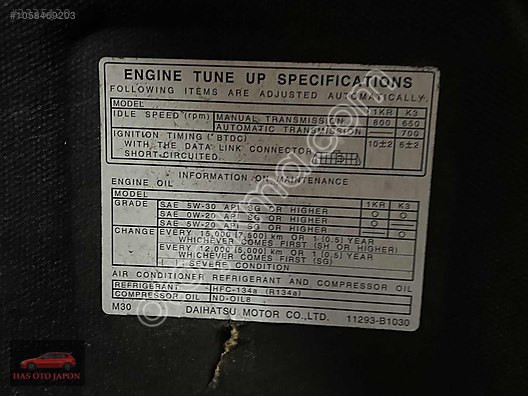 #1058469203
ENGINE TUNE UP SPECIFICATIONS
FOLLOWING ITEMS ARE ADJUSTED AUTOMATICALLY.
MODEL 1KR K3
IDLE SPEED (rpm) MANUAL TRANSMISSION 800 650
AUTOMATIC TRANSMISSION 700
IGNITION TIMING (°BTDC) 10±2 5±2
WITH THE DATA LINK CONNECTOR
SHORT-CIRCUITED.
INFORMATION ON MAINTENANCE
ENGINE OIL
MODEL 1KR K3
GRADE SAE 5W-30 API SG OR HIGHER ○ ○
SAE 0W-20 API SG OR HIGHER ○
SAE 5W-20 API SG OR HIGHER ○ ○
CHANGE EVERY 15,000 (7,500) km OR 1 (0.5) YEAR
WHICHEVER COMES FIRST (SH OR HIGHER)
EVERY 12,000 (5,000) km OR 1 (0.5) YEAR
WHICHEVER COMES FIRST (SG)
) SEVERE CONDITION
AIR CONDITIONER REFRIGERANT AND COMPRESSOR OIL
REFRIGERANT HFC-134a (R134a)
COMPRESSOR OIL ND-OIL8
M30 DAIHATSU MOTOR CO.,LTD. 11293-B1030
HAS OTO JAPON